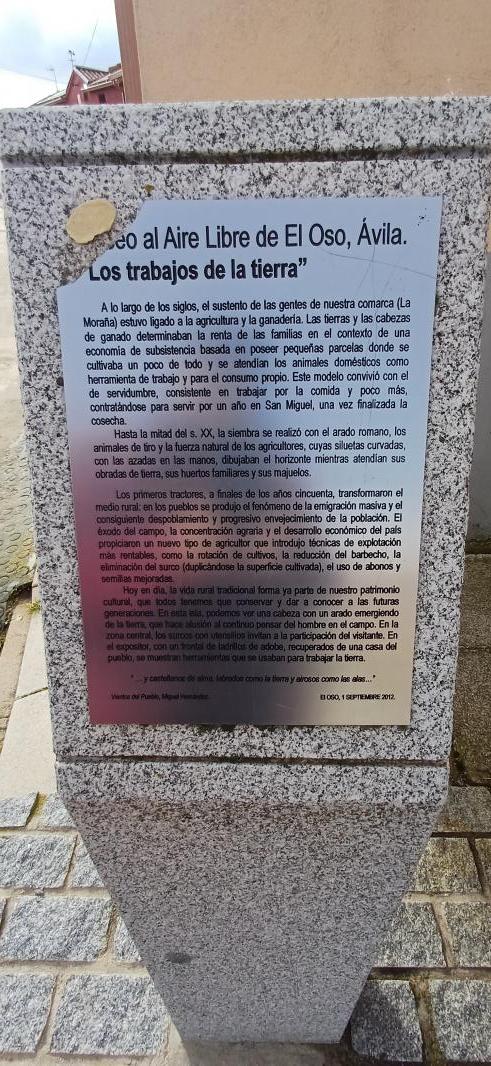 al Aire Libre de El Oso, Ávila.
Los trabajos de la tierra”
A lo largo de los siglos, el sustento de las gentes de nuestra comarca (La
Moraña) estuvo ligado a la agricultura y la ganadería. Las tierras y las cabezas
de ganado determinaban la renta de las familias en el contexto de una
economía de subsistencia basada en poseer pequeñas parcelas donde se
cultivaba un poco de todo y se atendían los animales domésticos como
herramienta de trabajo y para el consumo propio. Este modelo convivió con el
de servidumbre, consistente en trabajar por la comida y poco más,
contratándose para servir por un año en San Miguel, una vez finalizada la
cosecha.
Hasta la mitad del s. XX, la siembra se realizó con el arado romano, los
animales de tiro y la fuerza natural de los agricultores, cuyas siluetas curvadas,
con las azadas en las manos, dibujaban el horizonte mientras atendían sus
obradas de tierra, sus huertos familiares y sus majuelos.
Los primeros tractores, a finales de los años cincuenta, transformaron el
medio rural: en los pueblos se produjo el fenómeno de la emigración masiva y el
consiguiente despoblamiento y progresivo envejecimiento de la población. El
éxodo del campo, la concentración agraria y el desarrollo económico del país
propiciaron un nuevo tipo de agricultor que introdujo técnicas de explotación
más rentables, como la rotación de cultivos, la reducción del barbecho, la
eliminación del surco (duplicándose la superficie cultivada), el uso de abonos y
semillas mejoradas.
Hoy en día, la vida rural tradicional forma ya parte de nuestro patrimonio
cultural, que todos tenemos que conservar y dar a conocer a las futuras
generaciones. En esta isla, podemos ver una cabeza con un arado emergiendo
de la tierra, que hace alusión al continuo pensar del hombre en el campo. En la
zona central, los surcos con utensilios invitan a la participación del visitante. En
el expositor, con un frontal de ladrillos de adobe, recuperados de una casa del
pueblo, se muestran herramientas que se usaban para trabajar la tierra.
“ ... y castellanos de alma, labrados como la tierra y airosos como las alas...”
Vientos del Pueblo, Miguel Hernández. El OSO, 1 SEPTIEMBRE 2012.